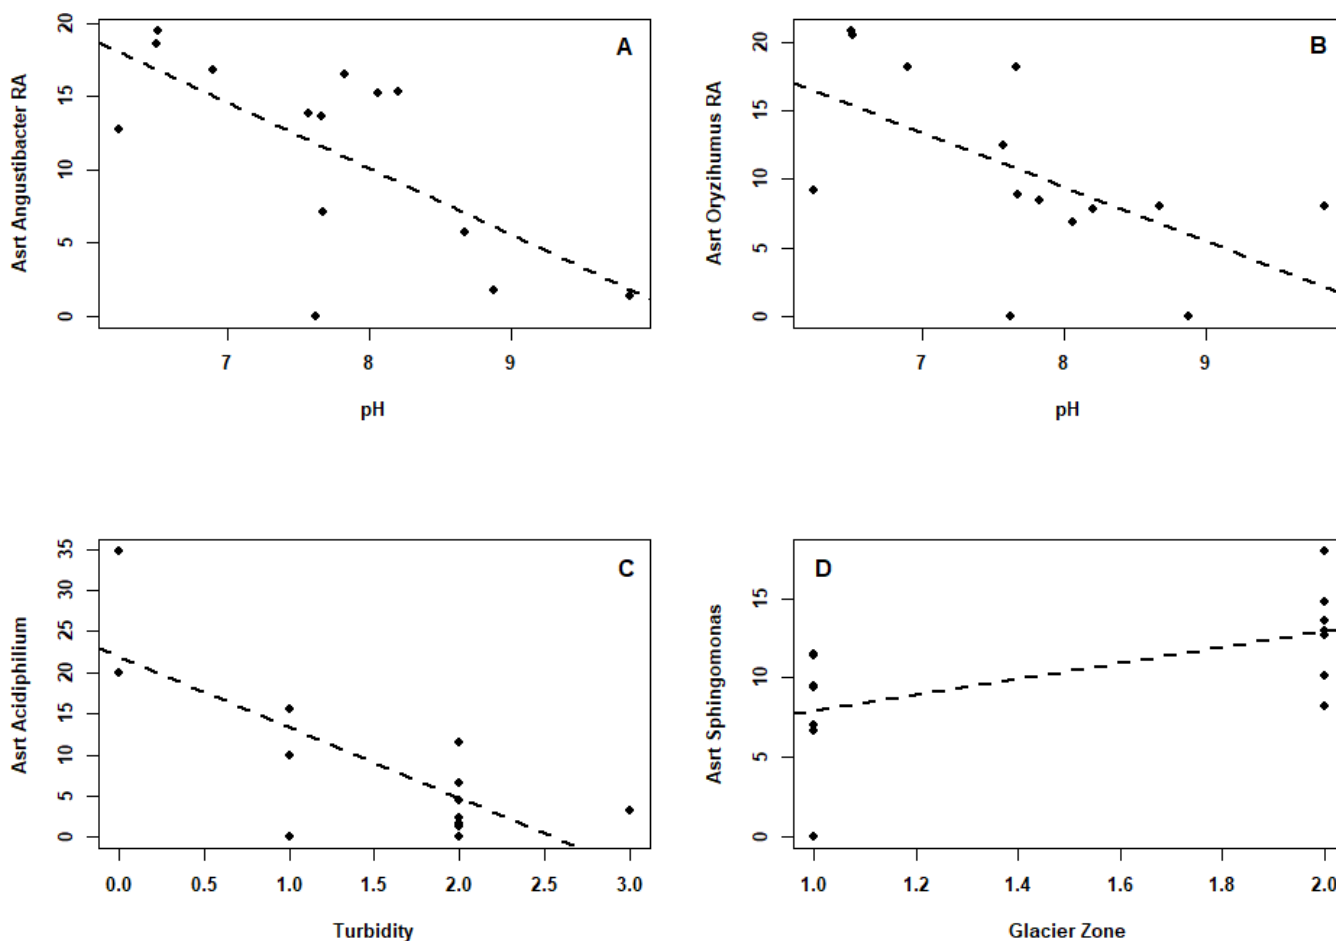 A
Asrt Angustibacter RA
20
15
10
5
0
7 8 9
pH
B
Asrt Oryzihumus RA
20
15
10
5
0
7 8 9
pH
C
Asrt Acidiphilium
35
30
25
20
15
10
5
0
0.0 0.5 1.0 1.5 2.0 2.5 3.0
Turbidity
D
Asrt Sphingomonas
15
10
5
0
1.0 1.2 1.4 1.6 1.8 2.0
Glacier Zone